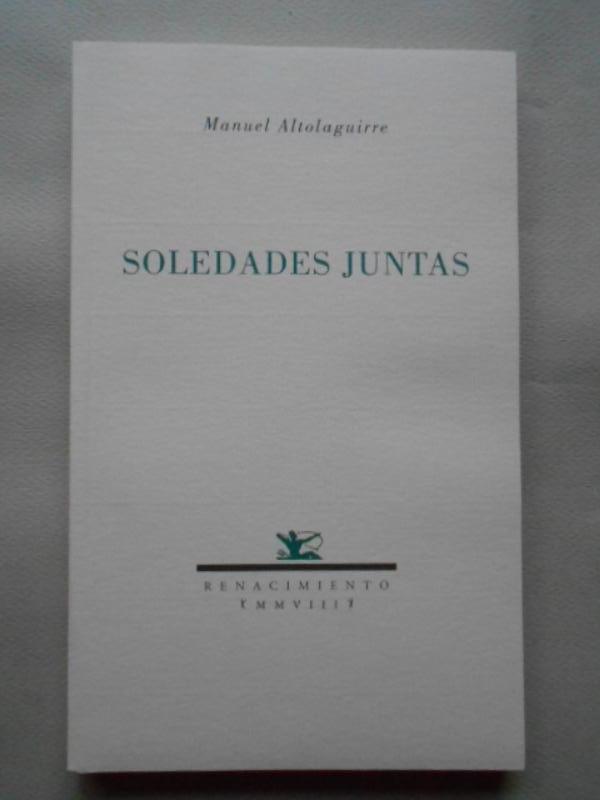 Manuel Altolaguirre
SOLEDADES JUNTAS
RENACIMIENTO
[MMVIII]